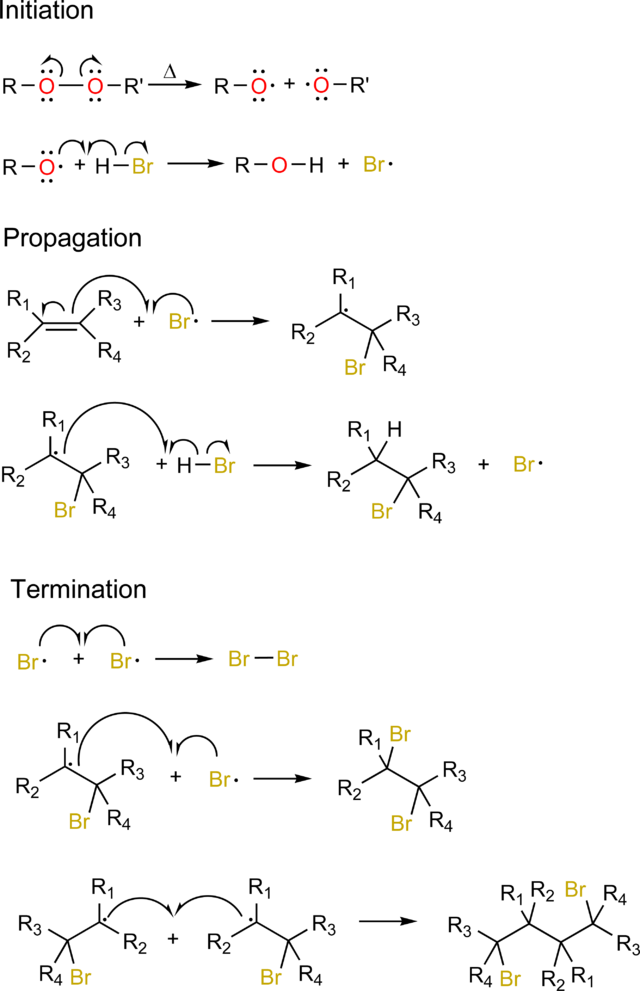 Initiation
Δ
R O O R' R O· + ·O R'
R O· + H Br R O H + Br·
Propagation
R1 R3 R1
+ Br· R2 R3
R2 R4 Br R4
R1 R1 H
R2 R3 + H Br R2 R3 + Br·
Br R4 Br R4
Termination
Br· + Br· Br Br
R1 R1 Br
R2 R3 + Br· R2 R3
Br R4 Br R4
R1 R1 R1 R2 Br R4
R3 R2 + R2 R3 R3 R3
R4 Br Br R4 R4 Br R2 R1